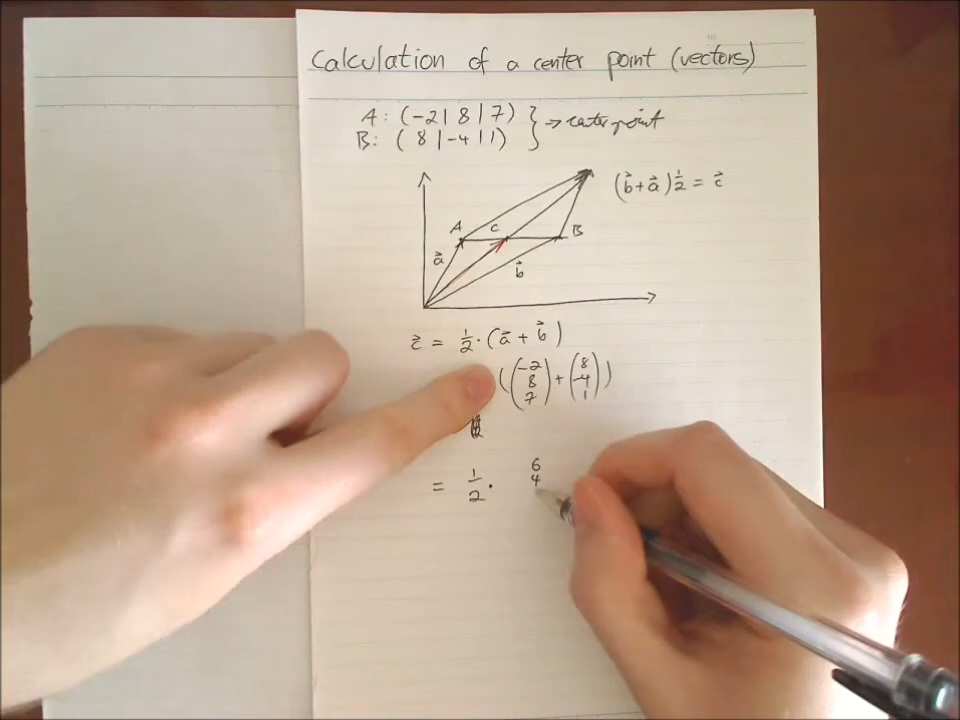 Calculation of a center point (vectors)
A: (-2 | 8 | 7) } → center point
B: ( 8 | -4 | 1)
(b⃗+a⃗)½ = c⃗
A c B
a⃗
b⃗
c⃗ = ½·(a⃗ + b⃗)
((-2 8 7) + (8 -4 1))
= ½· 6
4